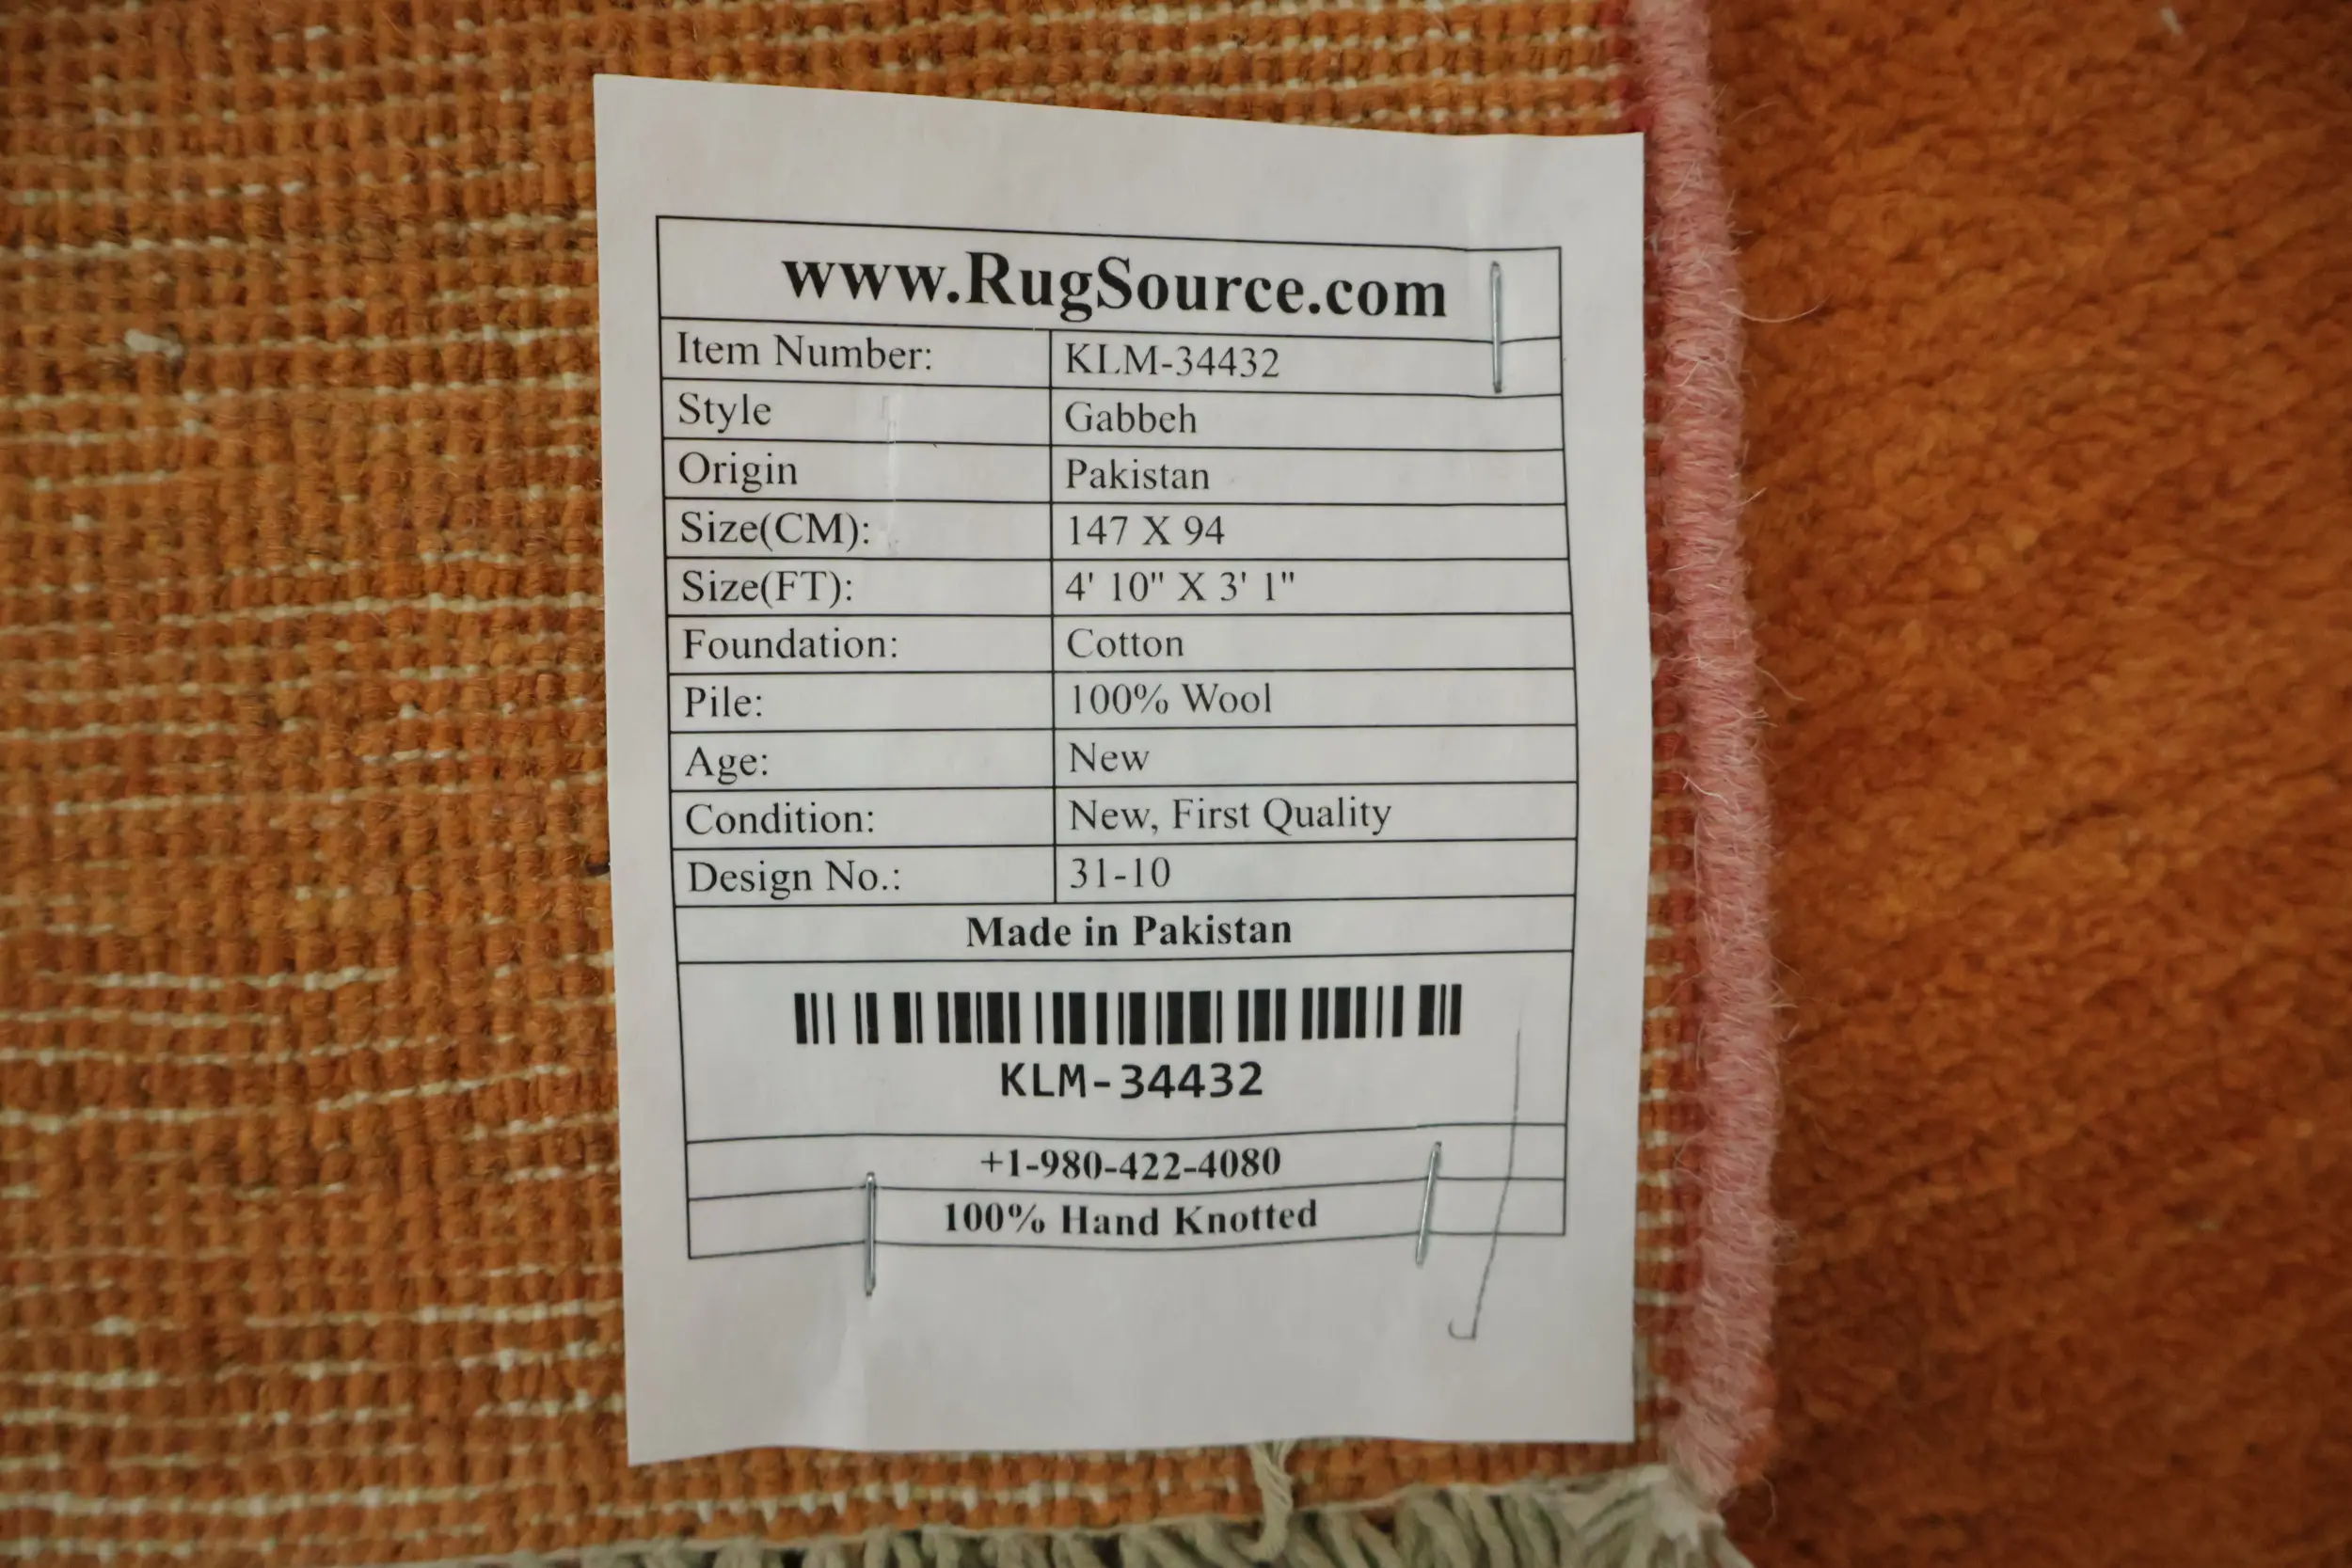 www.RugSource.com
Item Number: KLM-34432
Style Gabbeh
Origin Pakistan
Size(CM): 147 X 94
Size(FT): 4' 10" X 3' 1"
Foundation: Cotton
Pile: 100% Wool
Age: New
Condition: New, First Quality
Design No.: 31-10
Made in Pakistan
KLM-34432
+1-980-422-4080
100% Hand Knotted